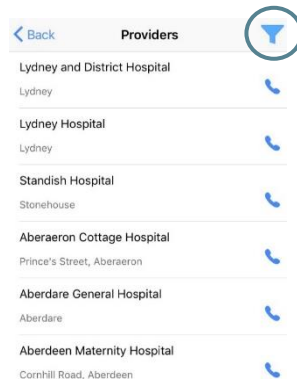 Back Providers
Lydney and District Hospital
Lydney
Lydney Hospital
Lydney
Standish Hospital
Stonehouse
Aberaeron Cottage Hospital
Prince's Street, Aberaeron
Aberdare General Hospital
Aberdare
Aberdeen Maternity Hospital
Cornhill Road, Aberdeen